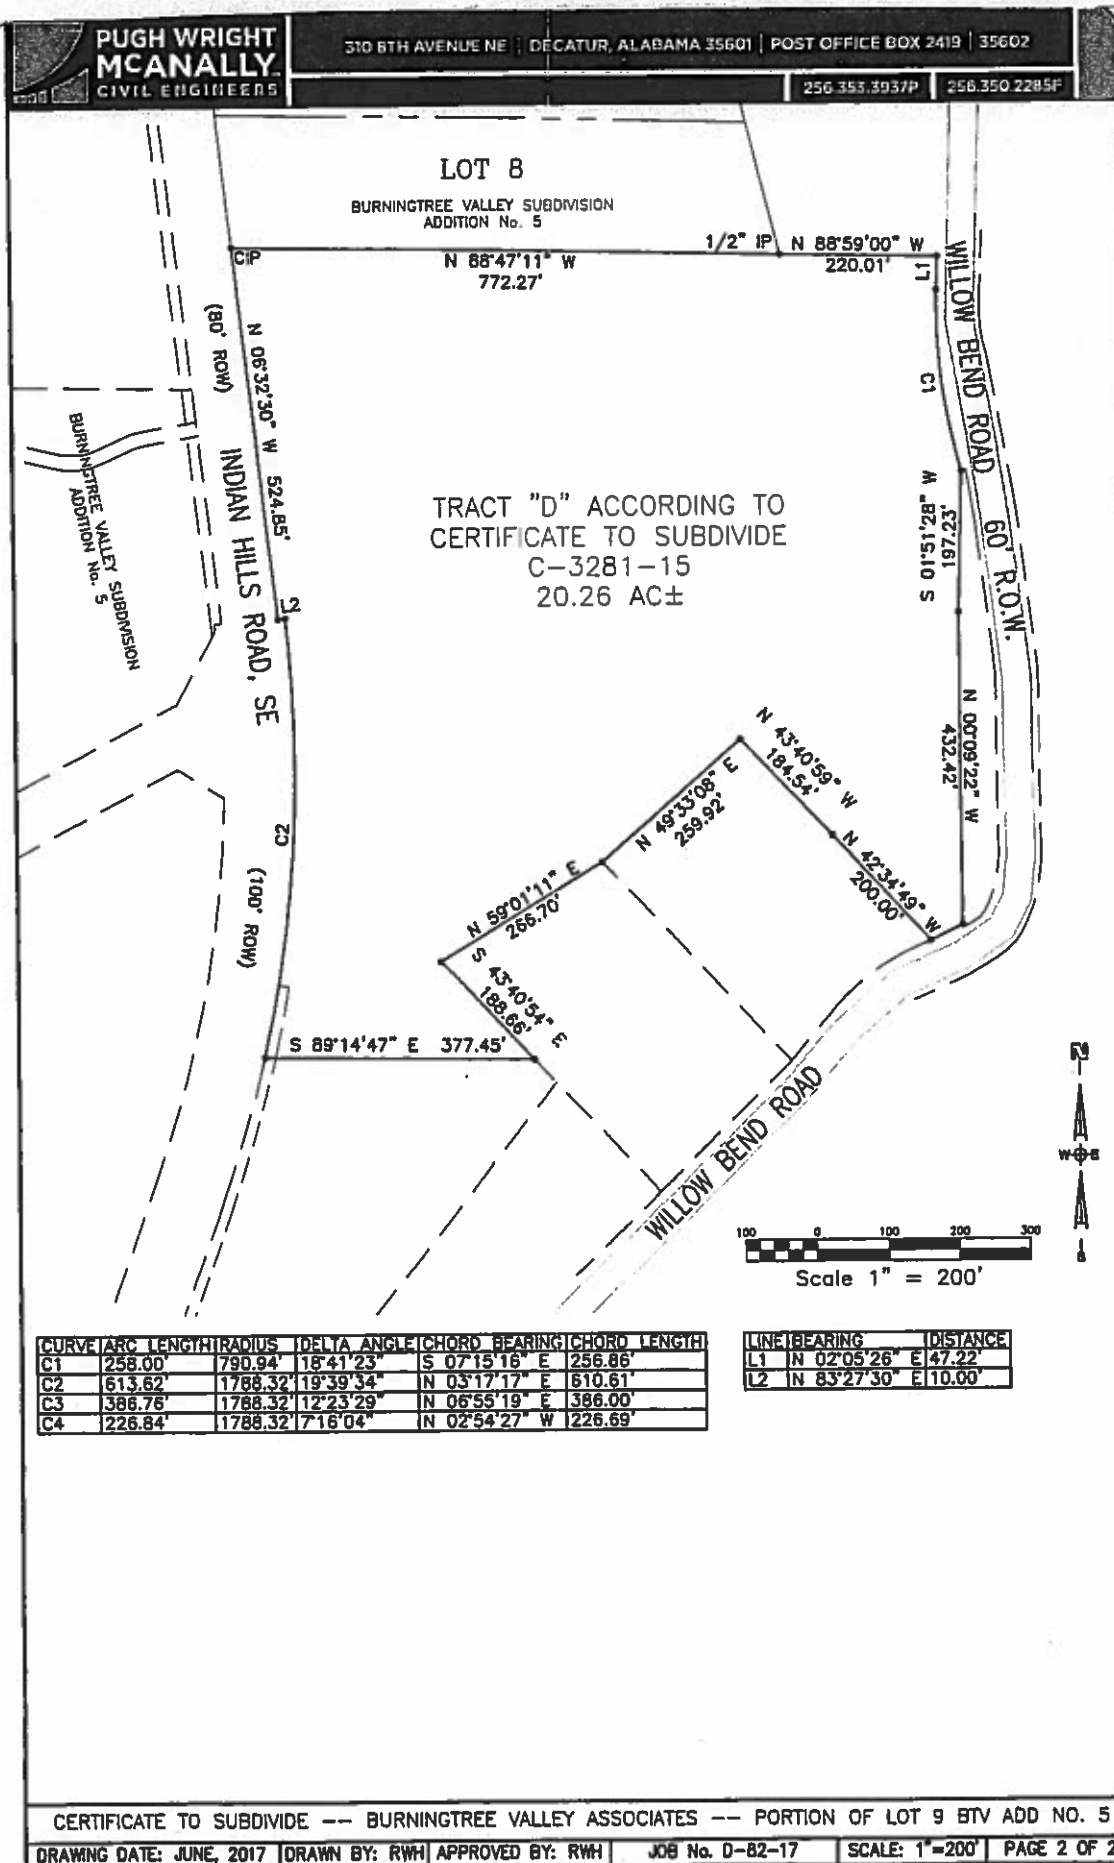 PUGH WRIGHT
MCANALLY
CIVIL ENGINEERS
310 8TH AVENUE NE | DECATUR, ALABAMA 35601 | POST OFFICE BOX 2419 | 35602
256.353.3937P | 256.350.2285F
LOT 8
BURNINGTREE VALLEY SUBDIVISION
ADDITION No. 5
CIP
N 88°47'11" W
772.27'
1/2" IP
N 88°59'00" W
220.01'
L1
WILLOW BEND ROAD 60' R.O.W.
(80' ROW)
N 06°32'30" W 524.85'
C1
BURNINGTREE VALLEY SUBDIVISION
ADDITION No. 5
INDIAN HILLS ROAD, SE
S 01°51'28" W
197.23'
TRACT "D" ACCORDING TO
CERTIFICATE TO SUBDIVIDE
C-3281-15
20.26 AC±
L2
N 00°09'22" W
432.42'
N 43°40'59" W
184.54'
N 49°33'08" E
259.92'
C2
N 42°34'49" W
200.00'
(100' ROW)
N 59°01'11" E
266.70'
S 43°40'54" E
188.66'
S 89°14'47" E 377.45'
WILLOW BEND ROAD
N
W E
S
100 0 100 200 300
Scale 1" = 200'
CURVE ARC LENGTH RADIUS DELTA ANGLE CHORD BEARING CHORD LENGTH
C1 258.00' 790.94' 18°41'23" S 07°15'16" E 256.86'
C2 613.62' 1788.32' 19°39'34" N 03°17'17" E 610.61'
C3 386.76' 1788.32' 12°23'29" N 06°55'19" E 386.00'
C4 226.84' 1788.32' 7°16'04" N 02°54'27" W 226.69'
LINE BEARING DISTANCE
L1 N 02°05'26" E 47.22'
L2 N 83°27'30" E 10.00'
CERTIFICATE TO SUBDIVIDE -- BURNINGTREE VALLEY ASSOCIATES -- PORTION OF LOT 9 BTV ADD NO. 5
DRAWING DATE: JUNE, 2017 DRAWN BY: RWH APPROVED BY: RWH JOB No. D-82-17 SCALE: 1"=200' PAGE 2 OF 2